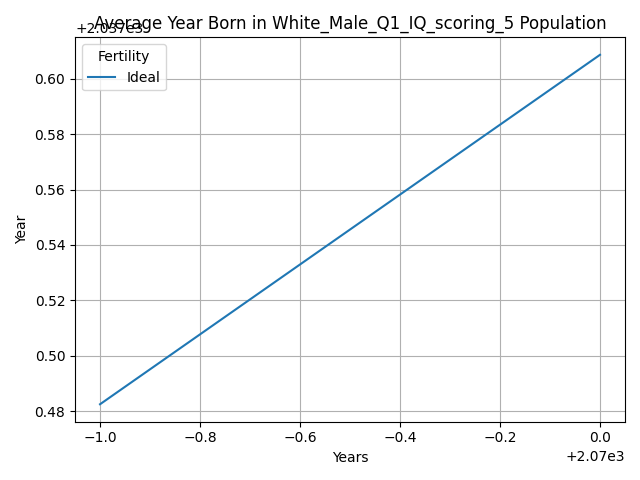 Average Year Born in White_Male_Q1_IQ_scoring_5 Population
+2.037e3
Fertility
Ideal
0.60
0.58
0.56
0.54
0.52
0.50
0.48
Year
−1.0 −0.8 −0.6 −0.4 −0.2 0.0
Years
+2.07e3